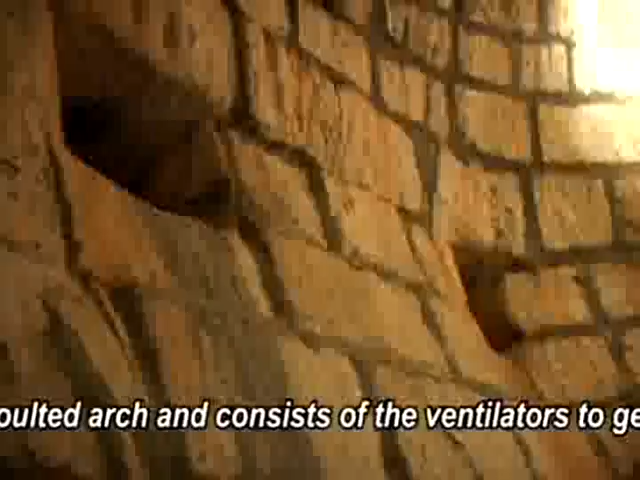 oulted arch and consists of the ventilators to ge